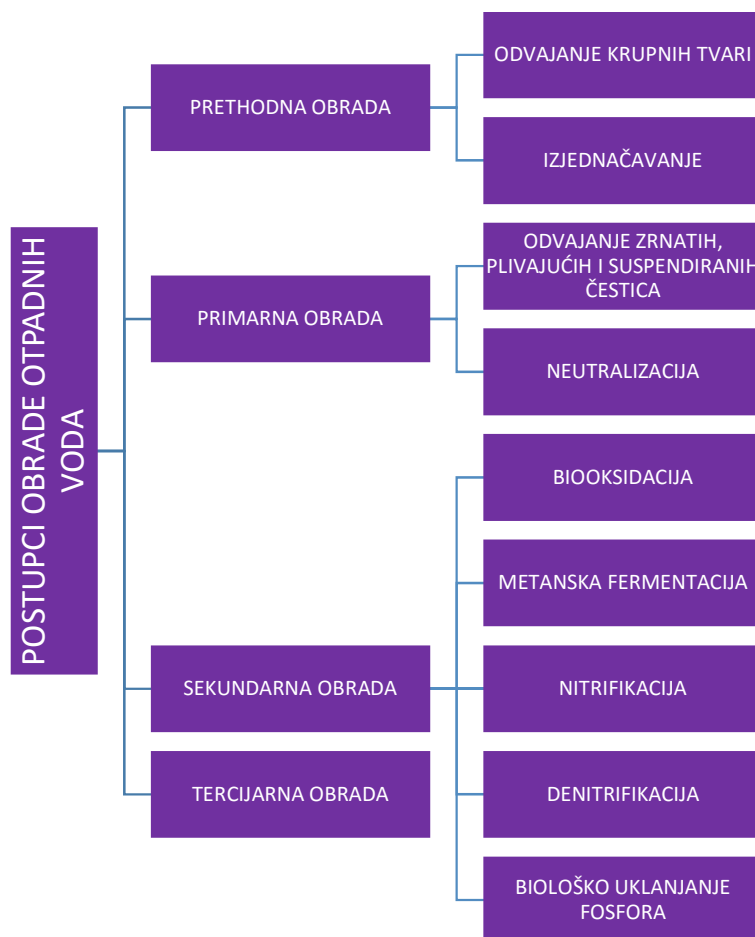 POSTUPCI OBRADE OTPADNIH
VODA
PRETHODNA OBRADA
ODVAJANJE KRUPNIH TVARI
IZJEDNAČAVANJE
PRIMARNA OBRADA
ODVAJANJE ZRNATIH,
PLIVAJUĆIH I SUSPENDIRANIH
ČESTICA
NEUTRALIZACIJA
SEKUNDARNA OBRADA
BIOOKSIDACIJA
METANSKA FERMENTACIJA
NITRIFIKACIJA
DENITRIFIKACIJA
BIOLOŠKO UKLANJANJE
FOSFORA
TERCIJARNA OBRADA